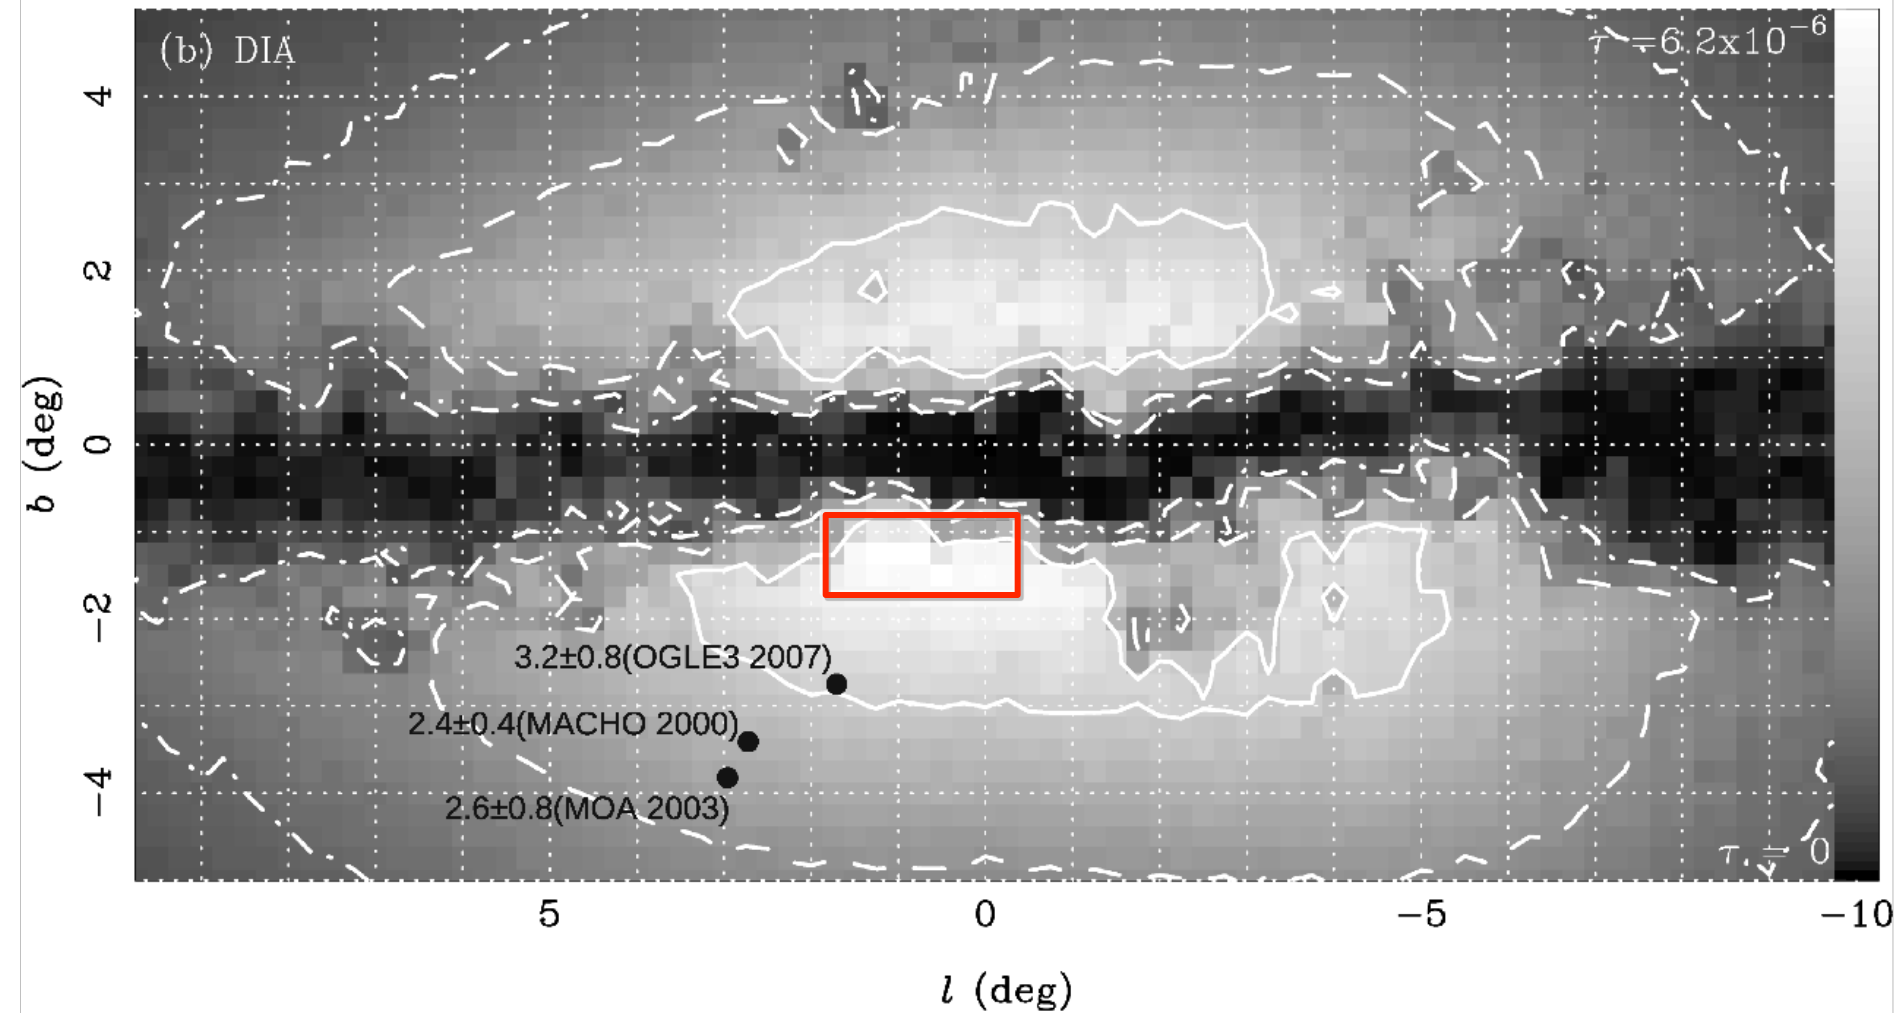 (b) DIA
τ =6.2x10⁻⁶
4
2
0
−2
−4
b (deg)
3.2±0.8(OGLE3 2007)
2.4±0.4(MACHO 2000)
2.6±0.8(MOA 2003)
τ = 0
5
0
−5
−10
l (deg)